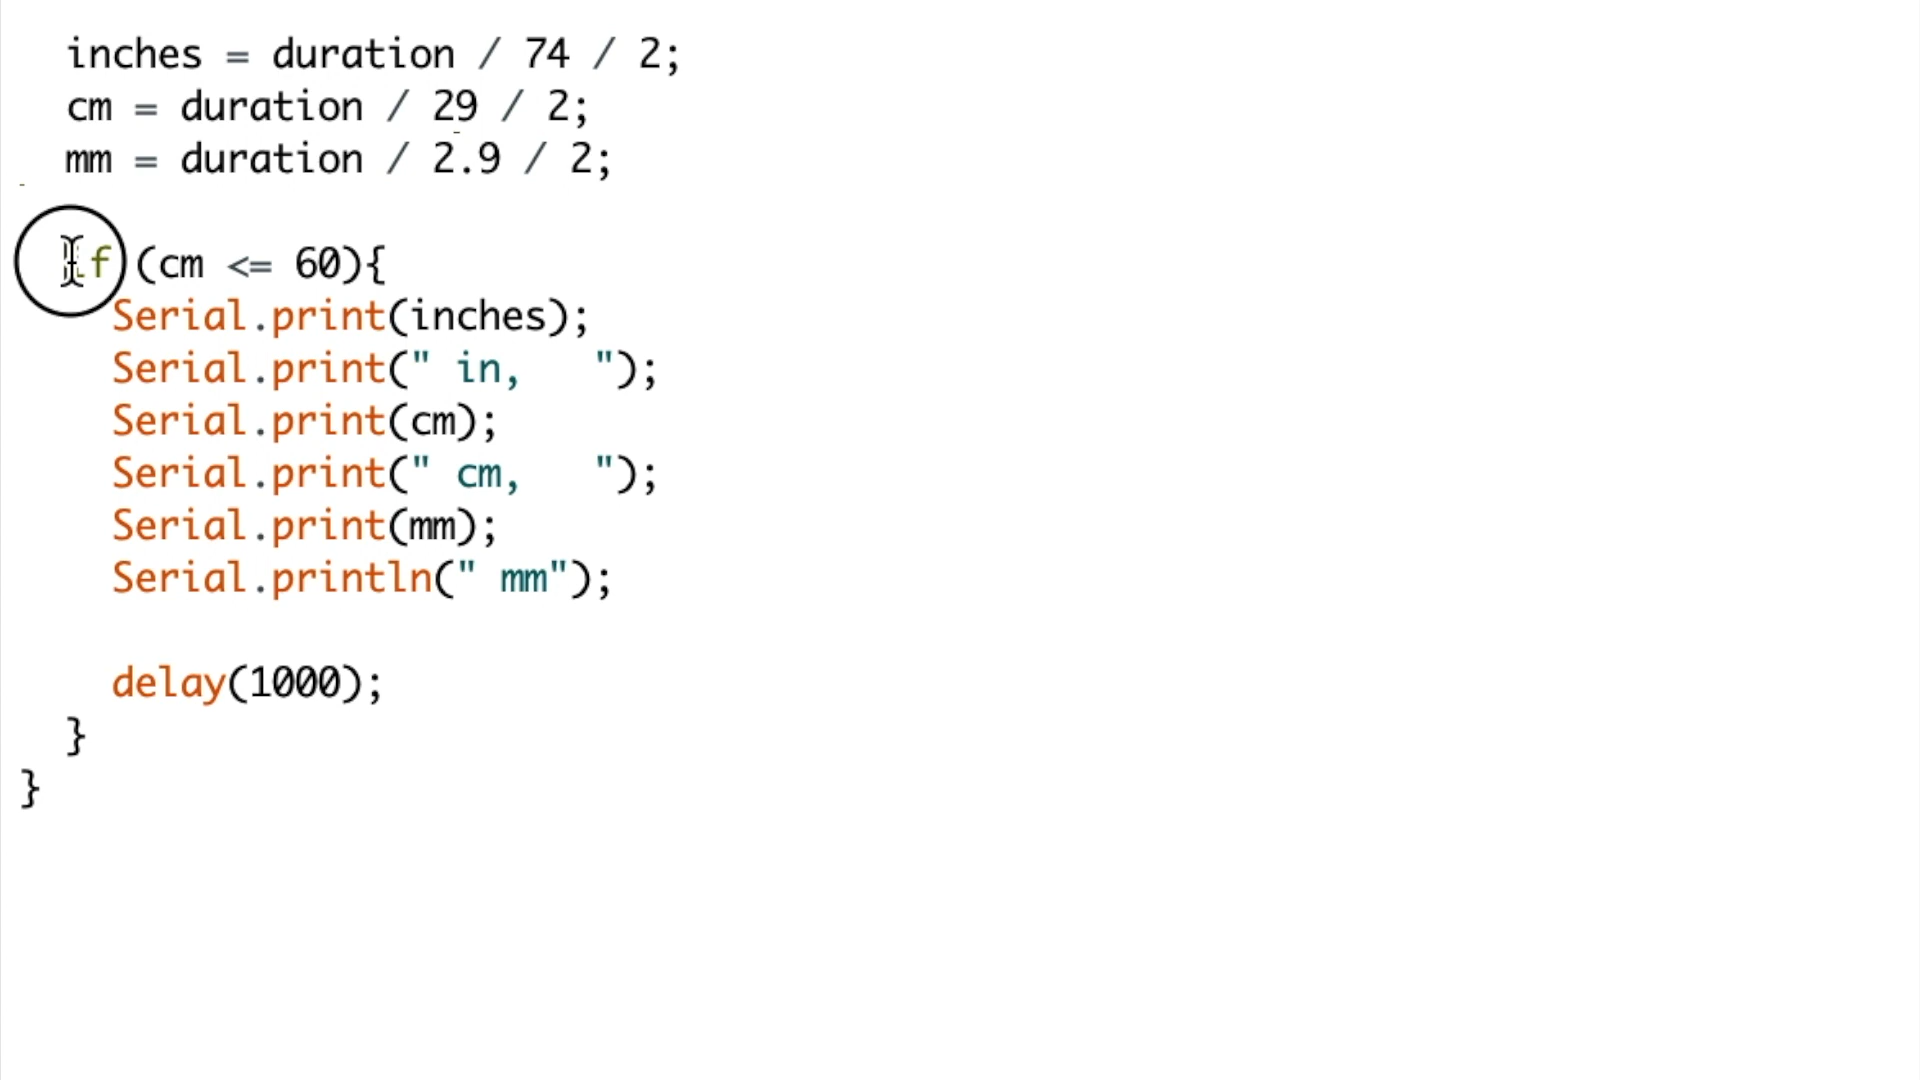 inches = duration / 74 / 2;
cm = duration / 29 / 2;
mm = duration / 2.9 / 2;
if (cm <= 60){
Serial.print(inches);
Serial.print(" in,   ");
Serial.print(cm);
Serial.print(" cm,   ");
Serial.print(mm);
Serial.println(" mm");
delay(1000);
}
}